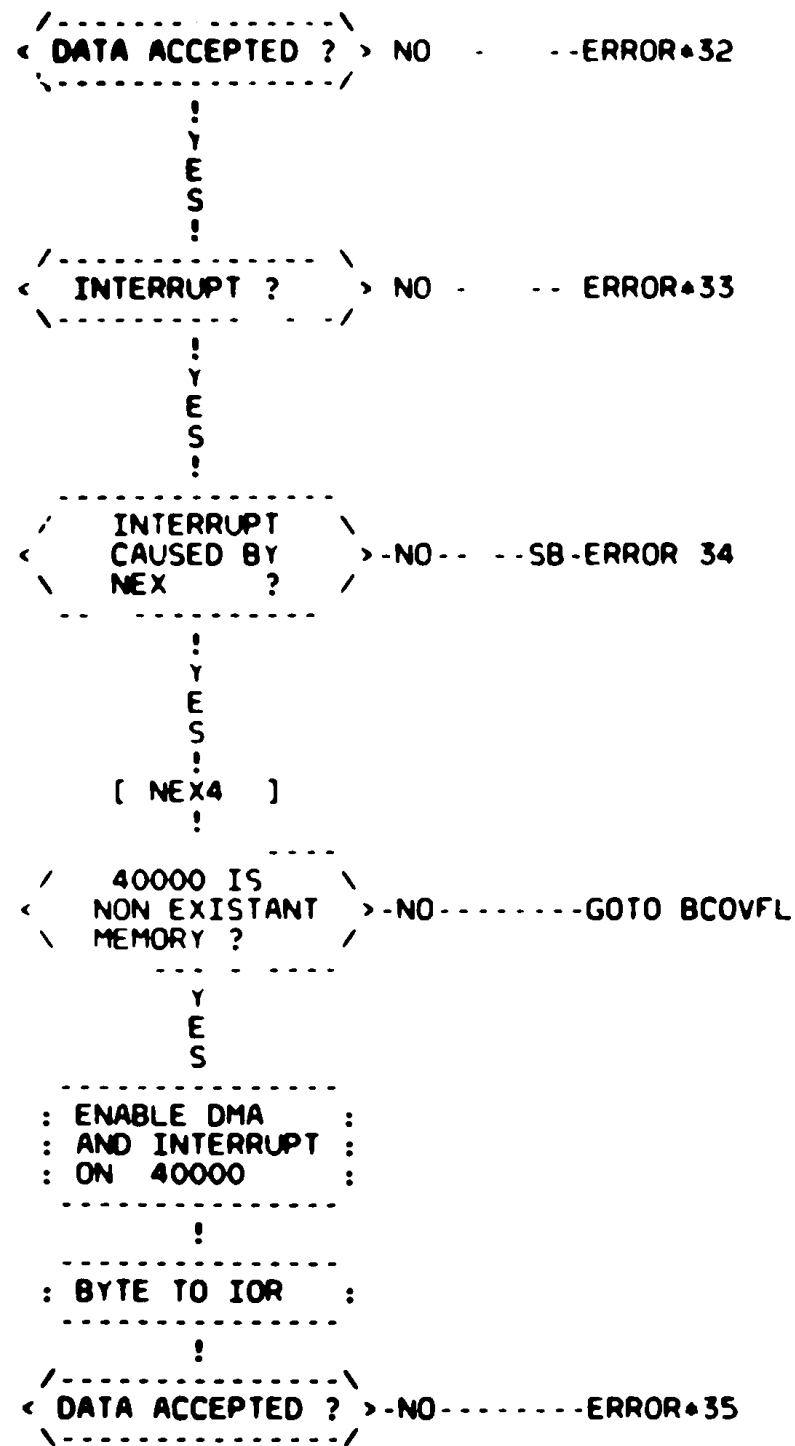 /--------------\
< DATA ACCEPTED ? > NO - --ERROR*32
\---------------/
!
Y
E
S
!
/-------------- \
< INTERRUPT ? > NO - -- ERROR*33
\---------- - -/
!
Y
E
S
!
---------------
/ INTERRUPT \
< CAUSED BY >-NO-- --SB-ERROR 34
\ NEX ? /
-- ----------
!
Y
E
S
!
[ NEX4 ]
!
----
/ 40000 IS \
< NON EXISTANT >-NO--------GOTO BCOVFL
\ MEMORY ? /
--- - ----
Y
E
S
---------------
: ENABLE DMA :
: AND INTERRUPT :
: ON 40000 :
---------------
!
---------------
: BYTE TO IOR :
---------------
!
/---------------\
< DATA ACCEPTED ? >-NO--------ERROR*35
\---------------/